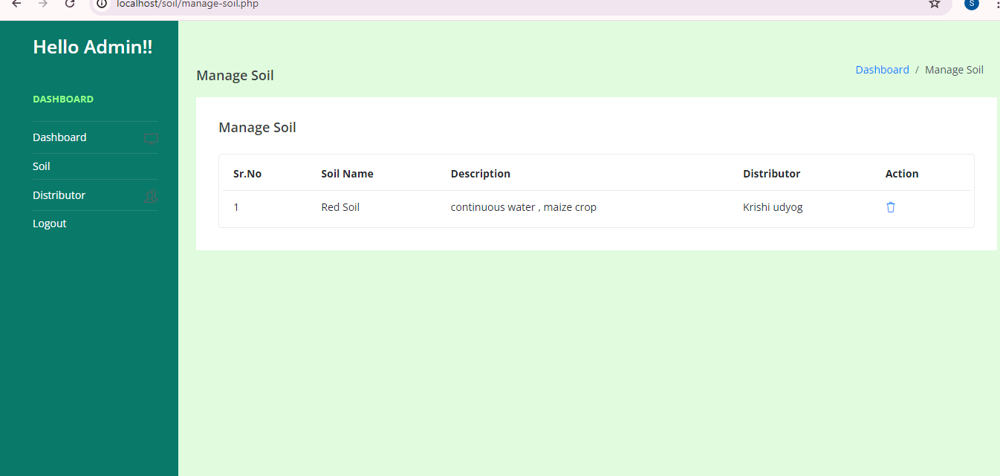 localhost/soil/manage-soil.php
S
Hello Admin!!
DASHBOARD
Dashboard
Soil
Distributor
Logout
Manage Soil
Dashboard / Manage Soil
Manage Soil
Sr.No Soil Name Description Distributor Action
1 Red Soil continuous water , maize crop Krishi udyog